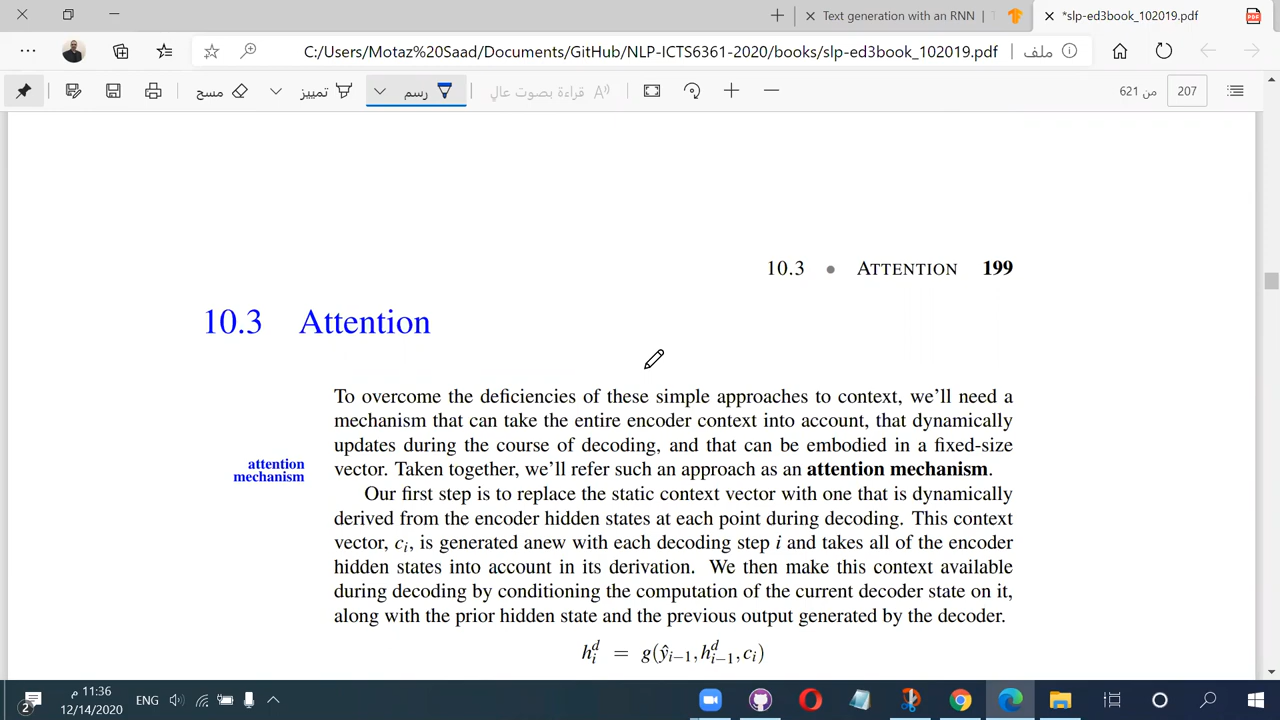 Text generation with an RNN | T
*slp-ed3book_102019.pdf
C:/Users/Motaz%20Saad/Documents/GitHub/NLP-ICTS6361-2020/books/slp-ed3book_102019.pdf
ملف
مسح
تمييز
رسم
قراءة بصوت عالٍ
من 621
207
10.3 • ATTENTION 199
10.3 Attention
To overcome the deficiencies of these simple approaches to context, we'll need a
mechanism that can take the entire encoder context into account, that dynamically
updates during the course of decoding, and that can be embodied in a fixed-size
attention
mechanism
vector. Taken together, we'll refer such an approach as an attention mechanism.
Our first step is to replace the static context vector with one that is dynamically
derived from the encoder hidden states at each point during decoding. This context
vector, cᵢ, is generated anew with each decoding step i and takes all of the encoder
hidden states into account in its derivation. We then make this context available
during decoding by conditioning the computation of the current decoder state on it,
along with the prior hidden state and the previous output generated by the decoder.
h_i^d = g(ŷ_{i−1}, h_{i−1}^d, c_i)
2
ENG
11:36 م
12/14/2020